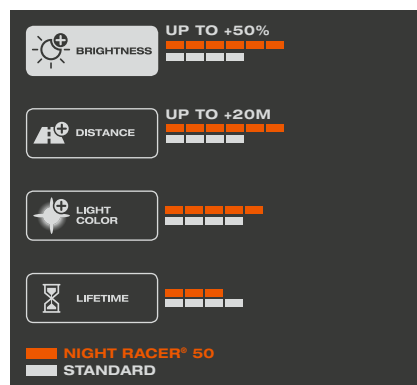 UP TO +50%
BRIGHTNESS
UP TO +20M
DISTANCE
LIGHT
COLOR
LIFETIME
NIGHT RACER® 50
STANDARD